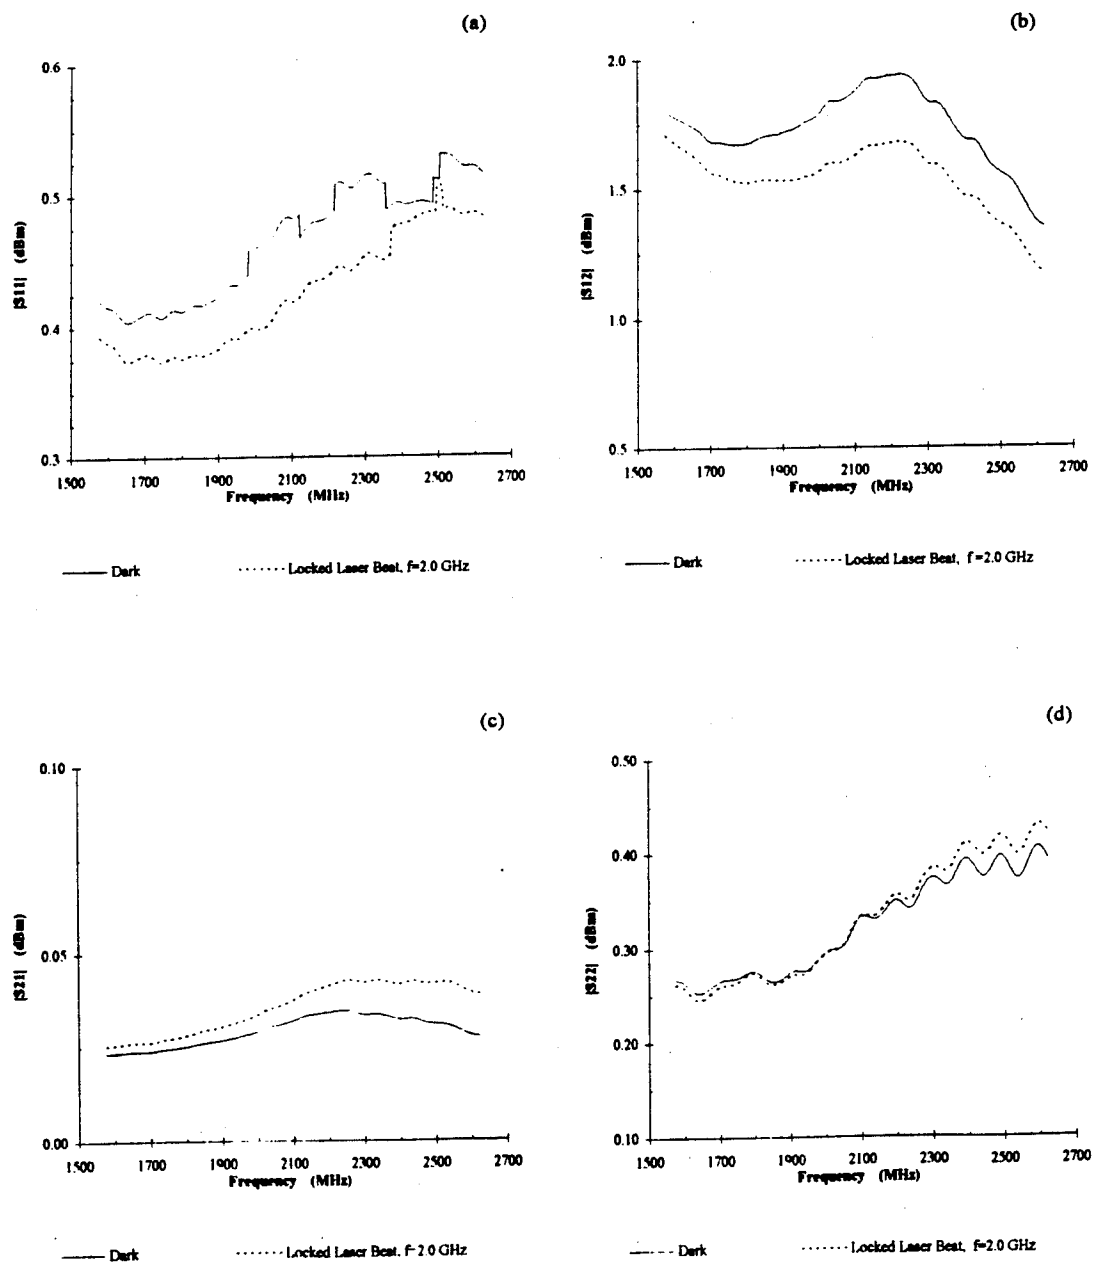 (a)
0.6
0.5
0.4
0.3
|S11| (dBm)
1500 1700 1900 2100 2300 2500 2700
Frequency (MHz)
Dark Locked Laser Beat, f=2.0 GHz
(b)
2.0
1.5
1.0
0.5
|S12| (dBm)
1500 1700 1900 2100 2300 2500 2700
Frequency (MHz)
Dark Locked Laser Beat, f=2.0 GHz
(c)
0.10
0.05
0.00
|S21| (dBm)
1500 1700 1900 2100 2300 2500 2700
Frequency (MHz)
Dark Locked Laser Beat, f=2.0 GHz
(d)
0.50
0.40
0.30
0.20
0.10
|S22| (dBm)
1500 1700 1900 2100 2300 2500 2700
Frequency (MHz)
Dark Locked Laser Beat, f=2.0 GHz